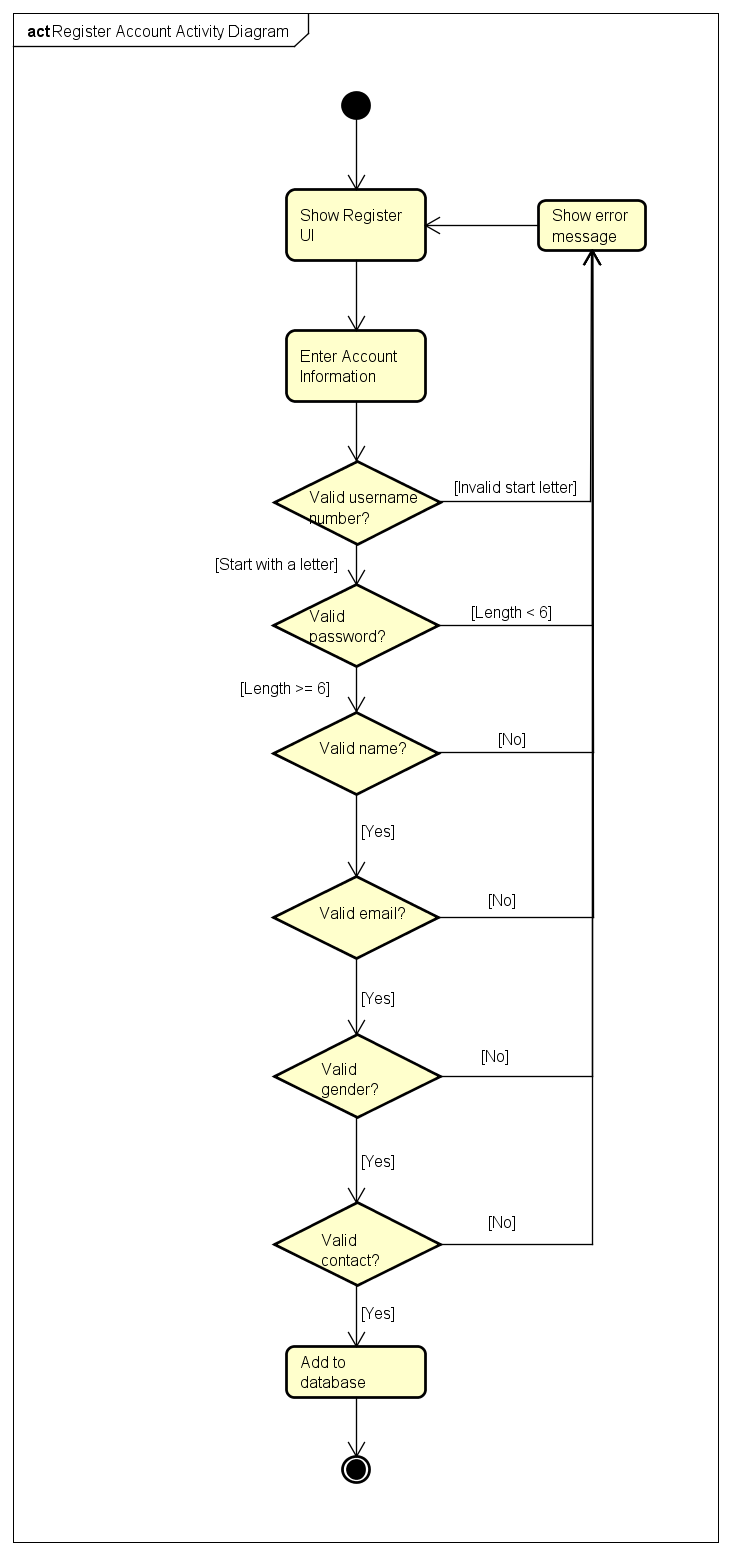 act Register Account Activity Diagram
Show Register
UI
Show error
message
Enter Account
Information
Valid username
number?
[Invalid start letter]
[Start with a letter]
Valid
password?
[Length < 6]
[Length >= 6]
Valid name?
[No]
[Yes]
Valid email?
[No]
[Yes]
Valid
gender?
[No]
[Yes]
Valid
contact?
[No]
[Yes]
Add to
database